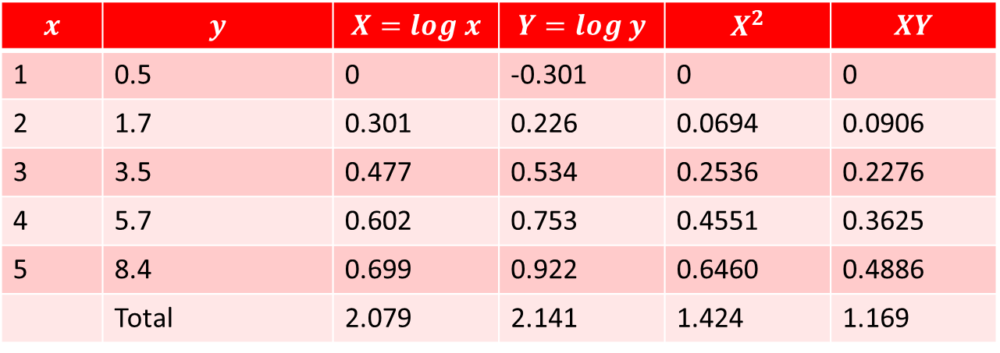 x y X = log x Y = log y X² XY
1 0.5 0 -0.301 0 0
2 1.7 0.301 0.226 0.0694 0.0906
3 3.5 0.477 0.534 0.2536 0.2276
4 5.7 0.602 0.753 0.4551 0.3625
5 8.4 0.699 0.922 0.6460 0.4886
Total 2.079 2.141 1.424 1.169